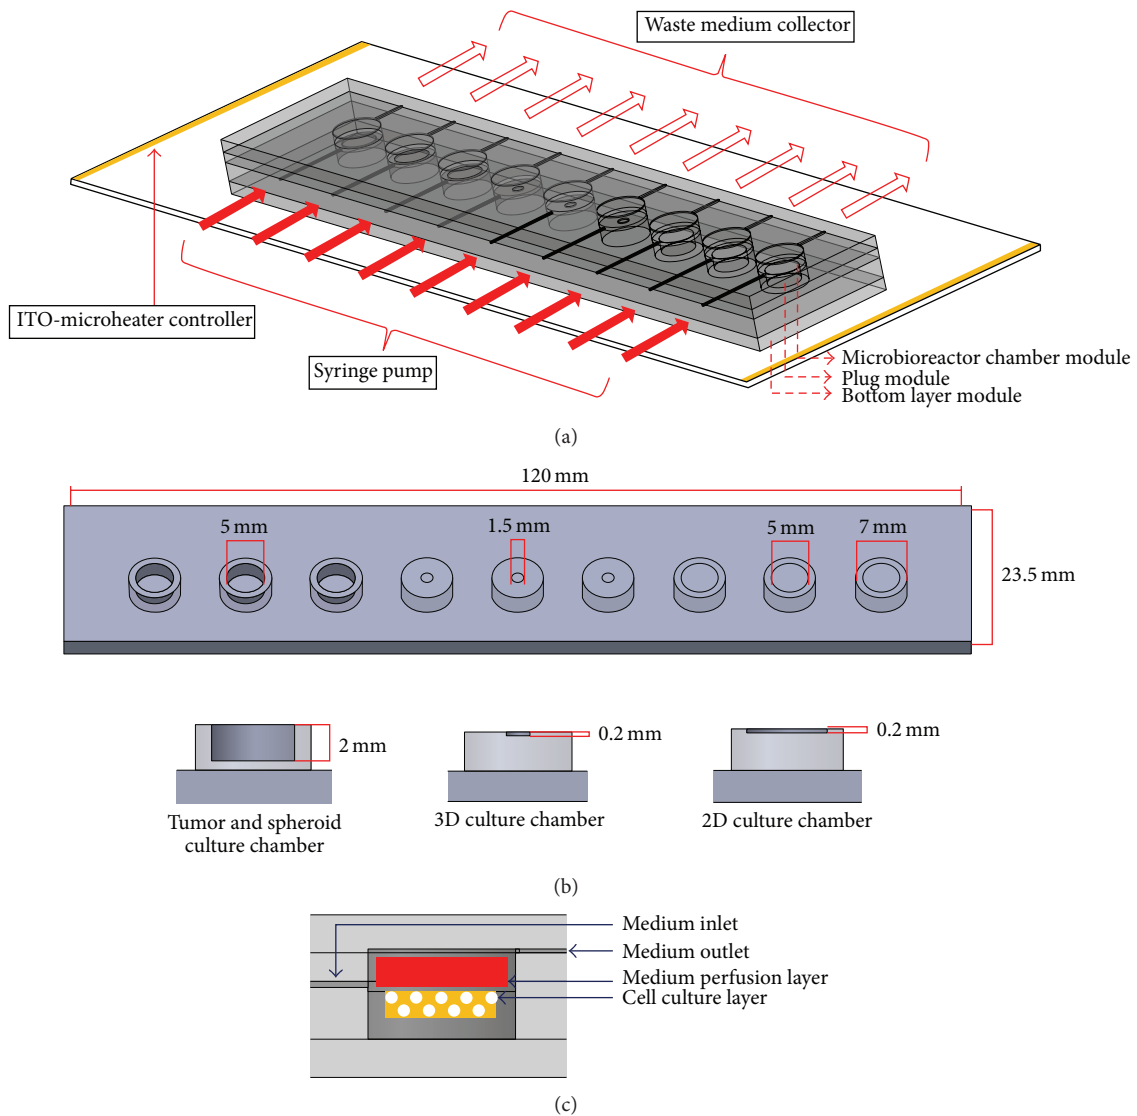 Waste medium collector
ITO-microheater controller
Syringe pump
Microbioreactor chamber module
Plug module
Bottom layer module
(a)
120 mm
5 mm
1.5 mm
5 mm
7 mm
23.5 mm
2 mm
0.2 mm
0.2 mm
Tumor and spheroid
culture chamber
3D culture chamber
2D culture chamber
(b)
Medium inlet
Medium outlet
Medium perfusion layer
Cell culture layer
(c)